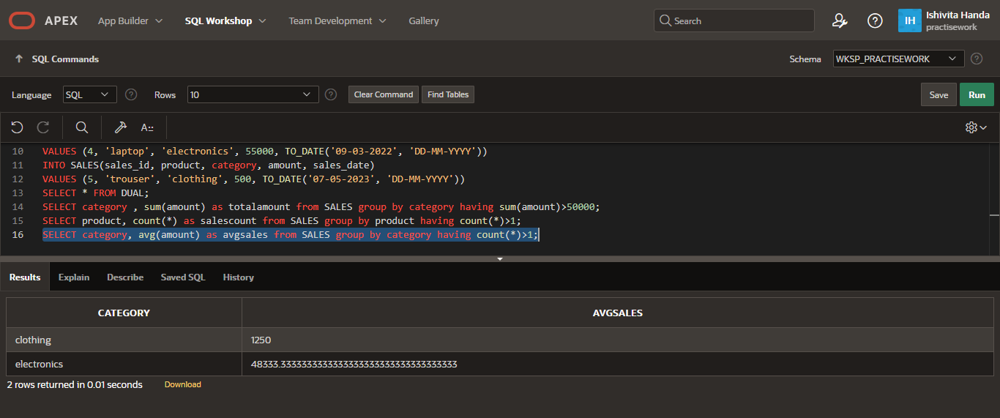 APEX App Builder SQL Workshop Team Development Gallery Search IH Ishivita Handa
practisework
SQL Commands Schema WKSP_PRACTISEWORK
Language SQL Rows 10 Clear Command Find Tables Save Run
A::
10 VALUES (4, 'laptop', 'electronics', 55000, TO_DATE('09-03-2022', 'DD-MM-YYYY'))
11 INTO SALES(sales_id, product, category, amount, sales_date)
12 VALUES (5, 'trouser', 'clothing', 500, TO_DATE('07-05-2023', 'DD-MM-YYYY'))
13 SELECT * FROM DUAL;
14 SELECT category , sum(amount) as totalamount from SALES group by category having sum(amount)>50000;
15 SELECT product, count(*) as salescount from SALES group by product having count(*)>1;
16 SELECT category, avg(amount) as avgsales from SALES group by category having count(*)>1;
Results Explain Describe Saved SQL History
CATEGORY AVGSALES
clothing 1250
electronics 48333.3333333333333333333333333333333333
2 rows returned in 0.01 seconds Download